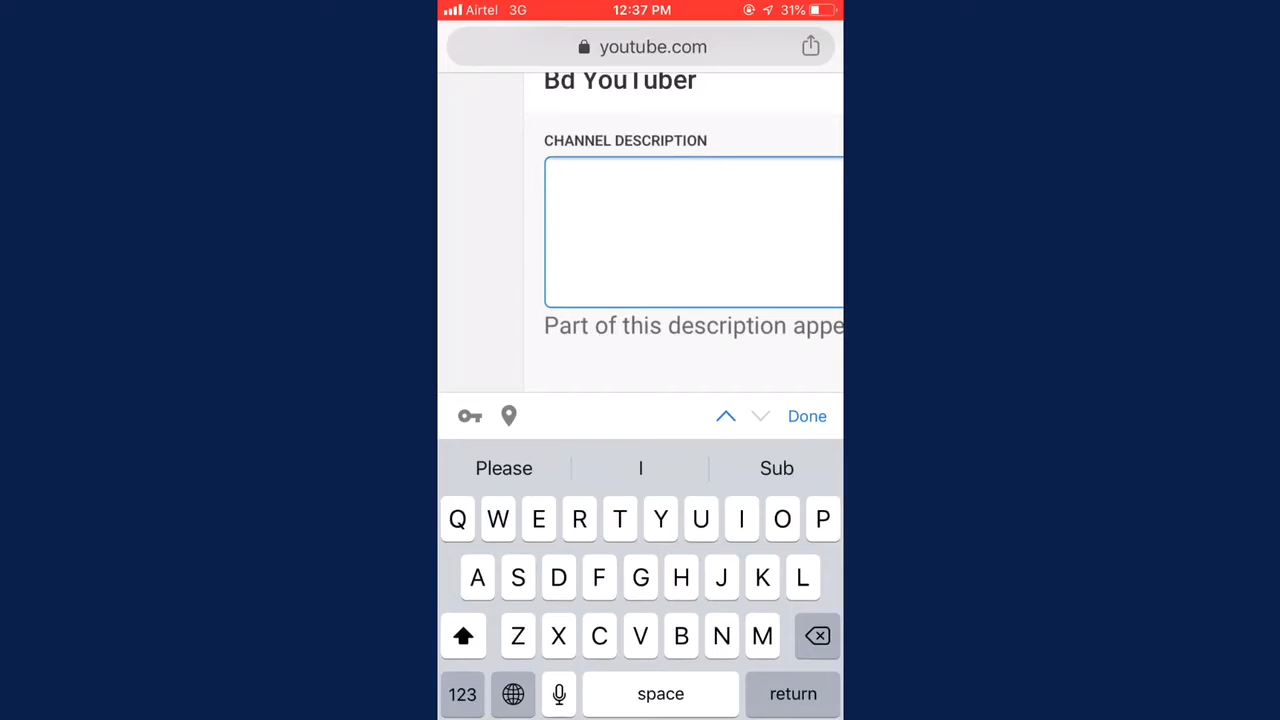 Airtel 3G 12:37 PM 31%
youtube.com
Bd YouTuber
CHANNEL DESCRIPTION
Part of this description appe
Done
Please I Sub
Q W E R T Y U I O P
A S D F G H J K L
Z X C V B N M
123 space return